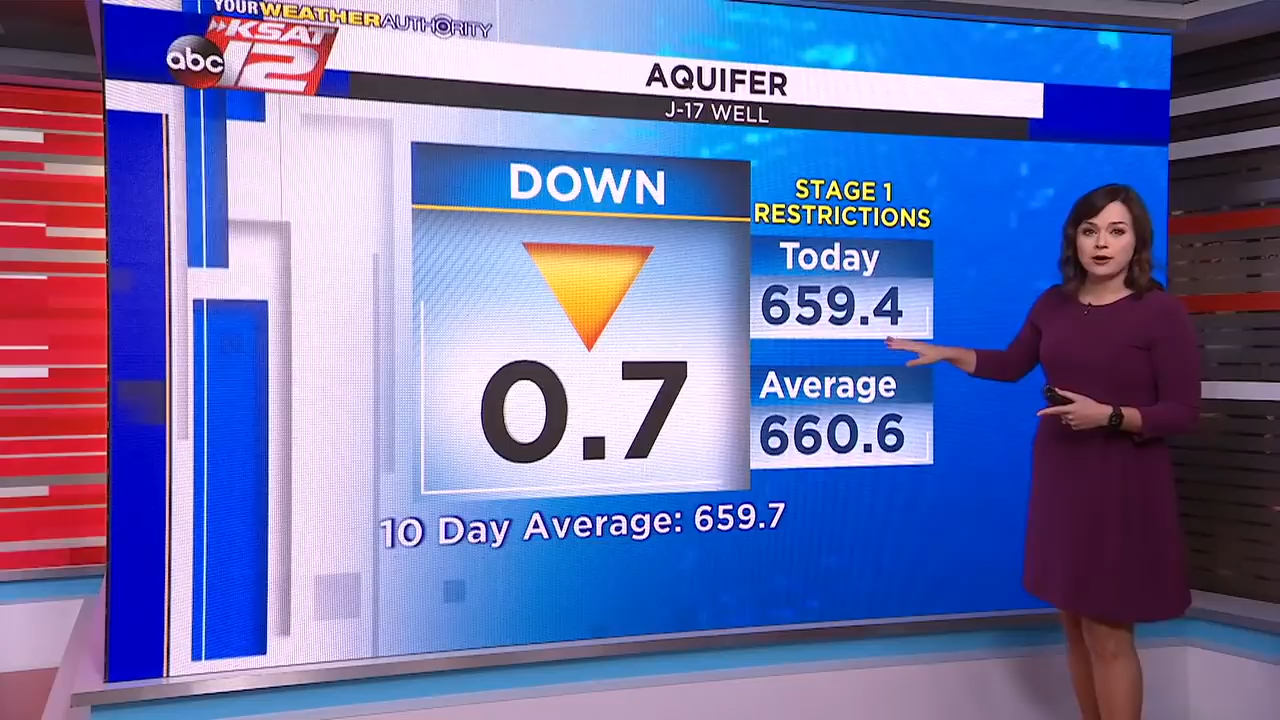 YOUR WEATHER AUTHORITY
KSAT
abc 12
AQUIFER
J-17 WELL
DOWN
0.7
STAGE 1
RESTRICTIONS
Today
659.4
Average
660.6
10 Day Average: 659.7